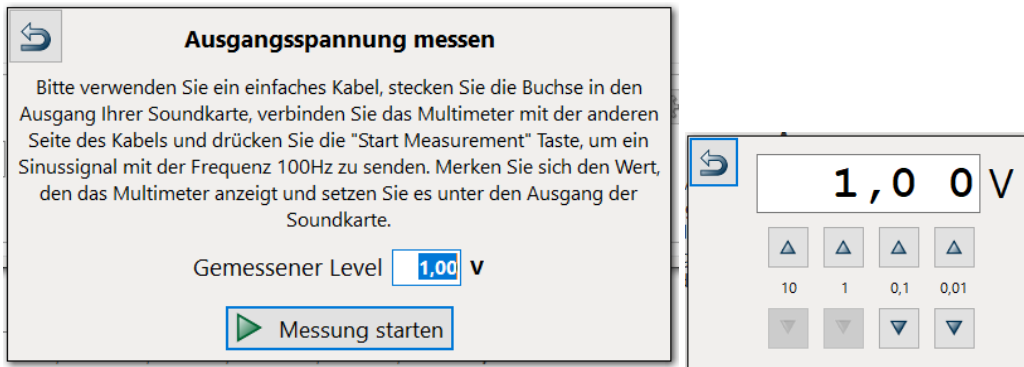 Ausgangsspannung messen
Bitte verwenden Sie ein einfaches Kabel, stecken Sie die Buchse in den
Ausgang Ihrer Soundkarte, verbinden Sie das Multimeter mit der anderen
Seite des Kabels und drücken Sie die "Start Measurement" Taste, um ein
Sinussignal mit der Frequenz 100Hz zu senden. Merken Sie sich den Wert,
den das Multimeter anzeigt und setzen Sie es unter den Ausgang der
Soundkarte.
Gemessener Level 1,00 V
Messung starten
1,0 0 V
10 1 0,1 0,01